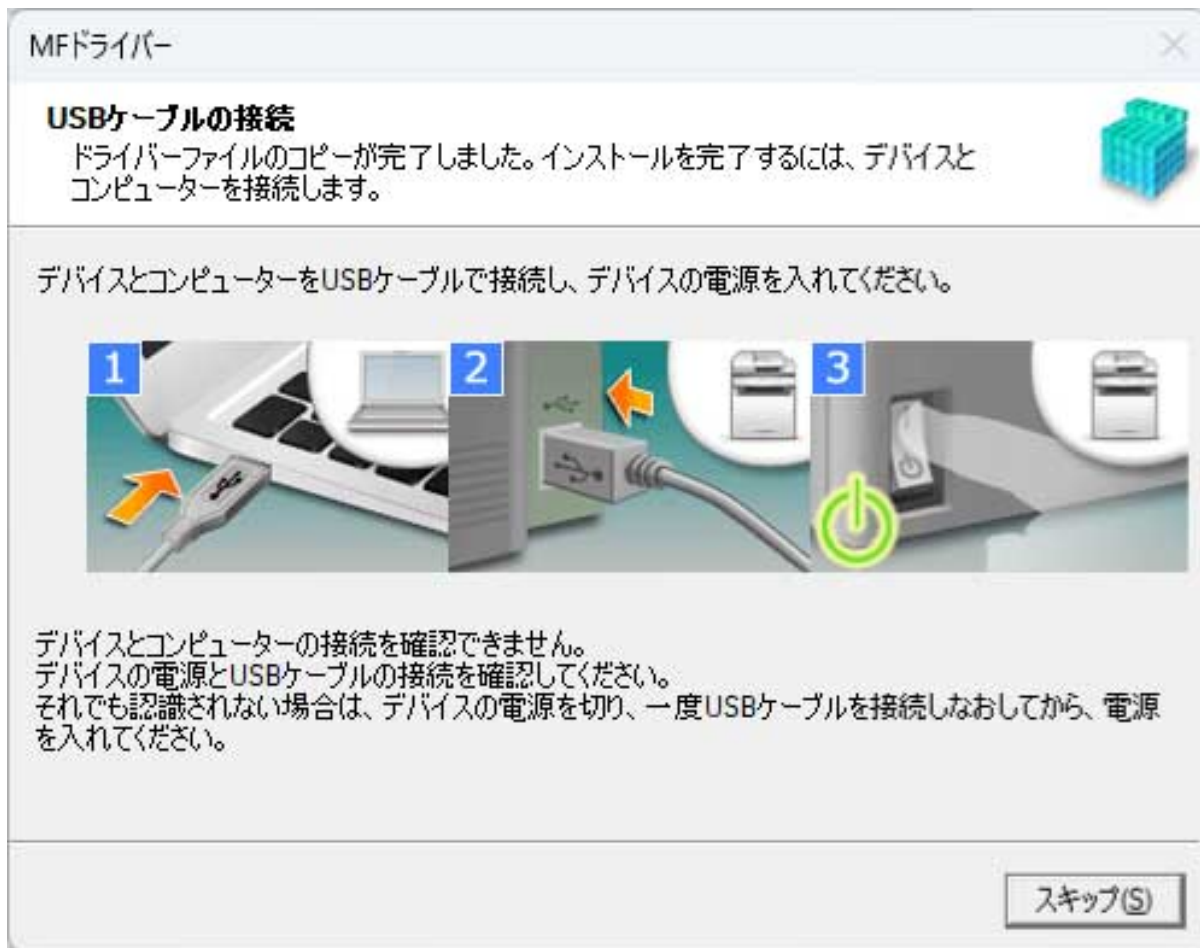 MFドライバー
USBケーブルの接続
ドライバーファイルのコピーが完了しました。インストールを完了するには、デバイスと
コンピューターを接続します。
デバイスとコンピューターをUSBケーブルで接続し、デバイスの電源を入れてください。
1
2
3
デバイスとコンピューターの接続を確認できません。
デバイスの電源とUSBケーブルの接続を確認してください。
それでも認識されない場合は、デバイスの電源を切り、一度USBケーブルを接続しなおしてから、電源
を入れてください。
スキップ(S)